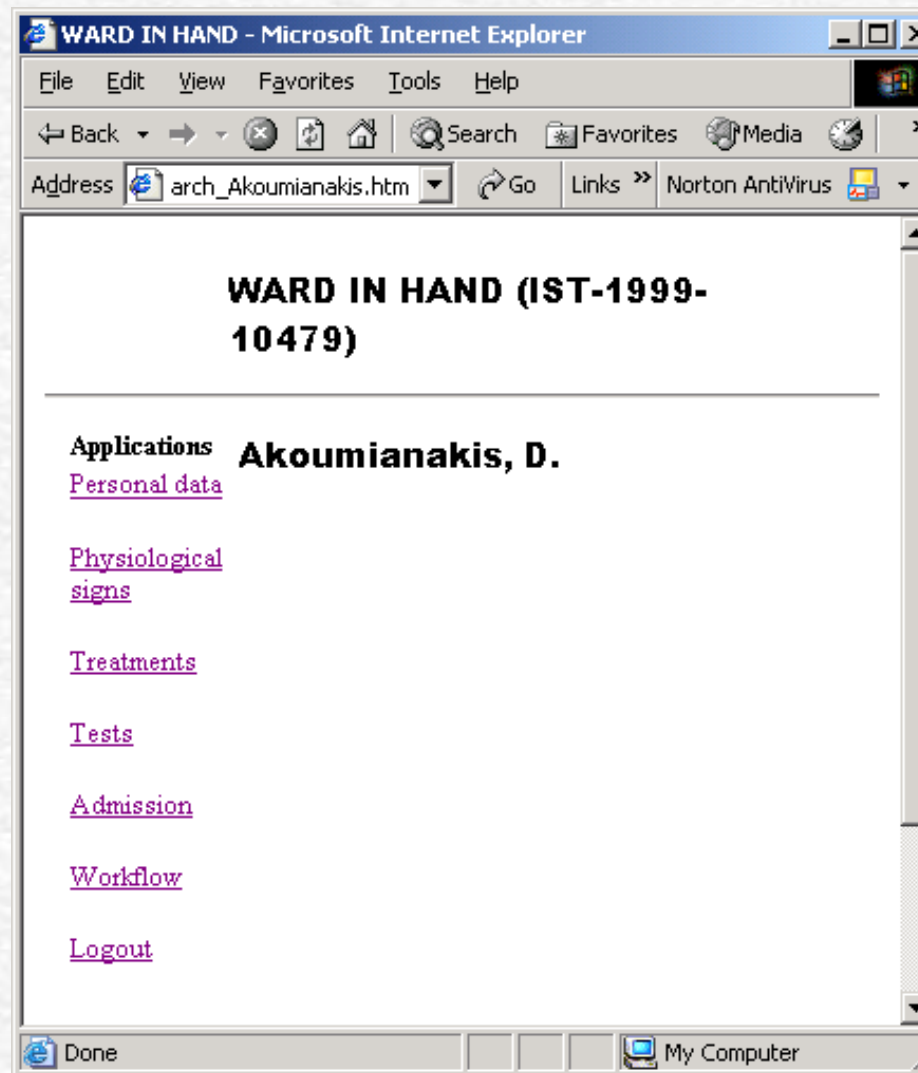 WARD IN HAND - Microsoft Internet Explorer
File Edit View Favorites Tools Help
Back Search Favorites Media
Address arch_Akoumianakis.htm Go Links » Norton AntiVirus
WARD IN HAND (IST-1999-
10479)
Applications
Akoumianakis, D.
Personal data
Physiological
signs
Treatments
Tests
Admission
Workflow
Logout
Done My Computer